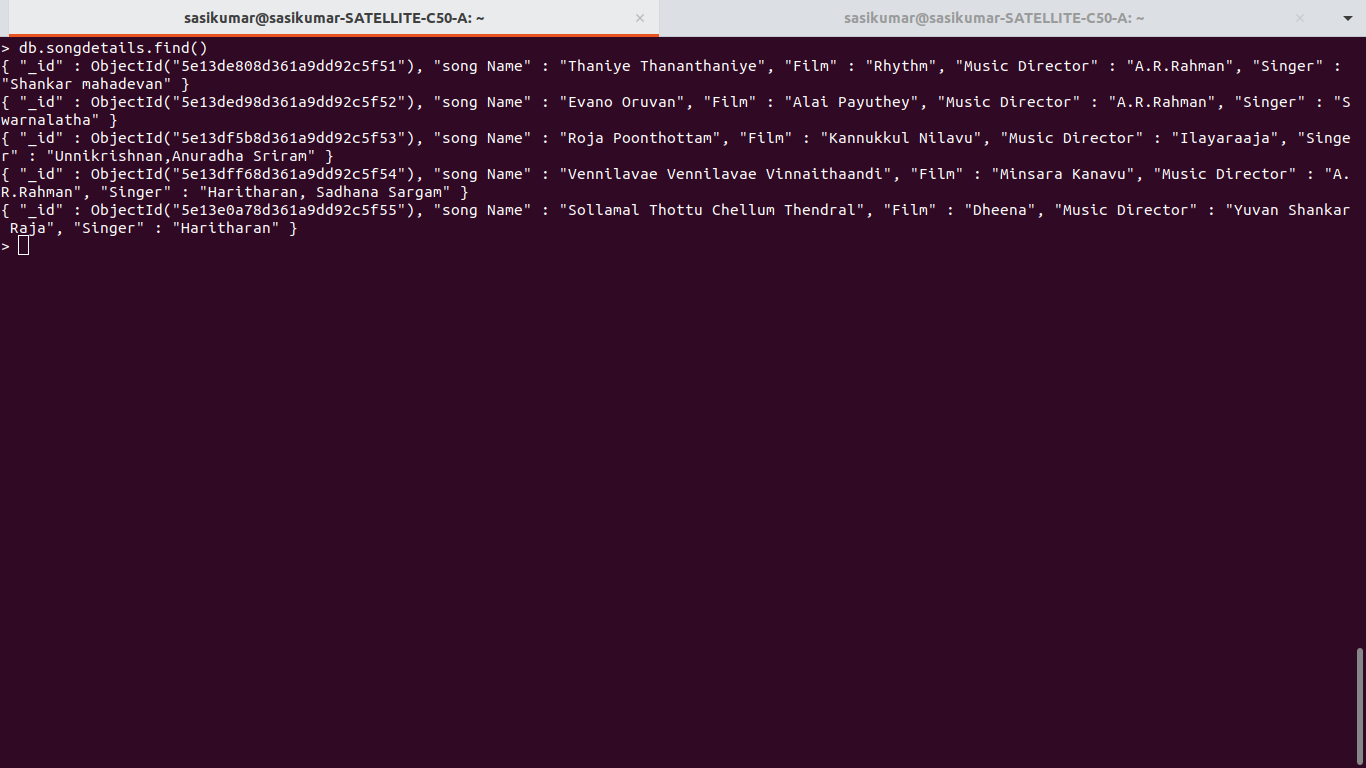 sasikumar@sasikumar-SATELLITE-C50-A: ~ × sasikumar@sasikumar-SATELLITE-C50-A: ~ ×
> db.songdetails.find()
{ "_id" : ObjectId("5e13de808d361a9dd92c5f51"), "song Name" : "Thaniye Thananthaniye", "Film" : "Rhythm", "Music Director" : "A.R.Rahman", "Singer" :
"Shankar mahadevan" }
{ "_id" : ObjectId("5e13ded98d361a9dd92c5f52"), "song Name" : "Evano Oruvan", "Film" : "Alai Payuthey", "Music Director" : "A.R.Rahman", "Singer" : "S
warnalatha" }
{ "_id" : ObjectId("5e13df5b8d361a9dd92c5f53"), "song Name" : "Roja Poonthottam", "Film" : "Kannukkul Nilavu", "Music Director" : "Ilayaraaja", "Singe
r" : "Unnikrishnan,Anuradha Sriram" }
{ "_id" : ObjectId("5e13dff68d361a9dd92c5f54"), "song Name" : "Vennilavae Vennilavae Vinnaithaandi", "Film" : "Minsara Kanavu", "Music Director" : "A.
R.Rahman", "Singer" : "Haritharan, Sadhana Sargam" }
{ "_id" : ObjectId("5e13e0a78d361a9dd92c5f55"), "song Name" : "Sollamal Thottu Chellum Thendral", "Film" : "Dheena", "Music Director" : "Yuvan Shankar
 Raja", "Singer" : "Haritharan" }
>